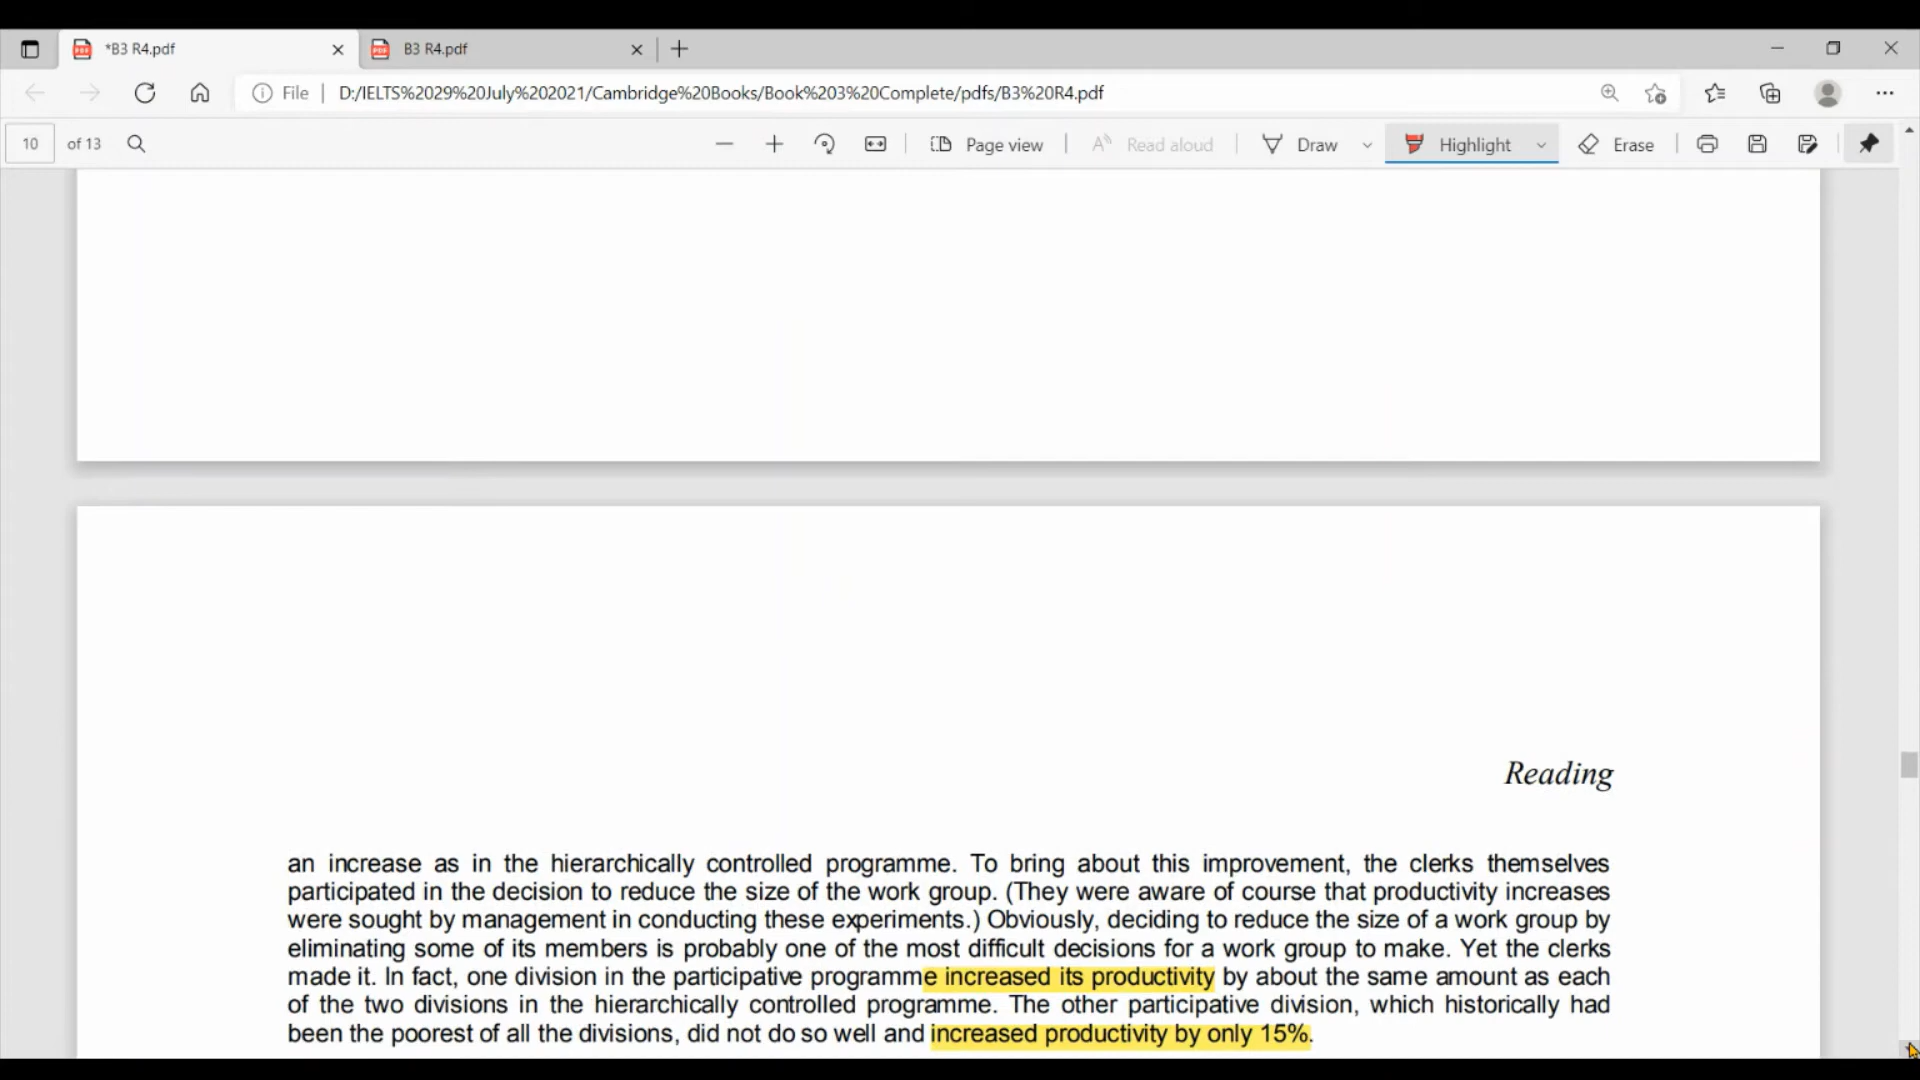 *B3 R4.pdf
B3 R4.pdf
File
D:/IELTS%2029%20July%202021/Cambridge%20Books/Book%203%20Complete/pdfs/B3%20R4.pdf
10 of 13
Page view
Read aloud
Draw
Highlight
Erase
Reading
an increase as in the hierarchically controlled programme. To bring about this improvement, the clerks themselves
participated in the decision to reduce the size of the work group. (They were aware of course that productivity increases
were sought by management in conducting these experiments.) Obviously, deciding to reduce the size of a work group by
eliminating some of its members is probably one of the most difficult decisions for a work group to make. Yet the clerks
made it. In fact, one division in the participative programme increased its productivity by about the same amount as each
of the two divisions in the hierarchically controlled programme. The other participative division, which historically had
been the poorest of all the divisions, did not do so well and increased productivity by only 15%.